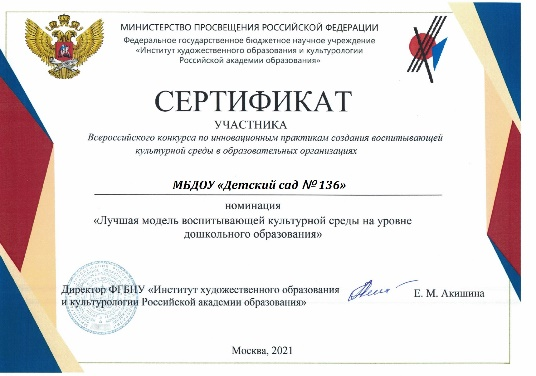 МИНИСТЕРСТВО ПРОСВЕЩЕНИЯ РОССИЙСКОЙ ФЕДЕРАЦИИ
Федеральное государственное бюджетное научное учреждение
«Институт художественного образования и культурологии
Российской академии образования»
СЕРТИФИКАТ
УЧАСТНИКА
Всероссийского конкурса по инновационным практикам создания воспитывающей
культурной среды в образовательных организациях
МБДОУ «Детский сад № 136»
номинация
«Лучшая модель воспитывающей культурной среды на уровне
дошкольного образования»
Директор ФГБНУ «Институт художественного образования
и культурологии Российской академии образования»
Е. М. Акишина
Москва, 2021